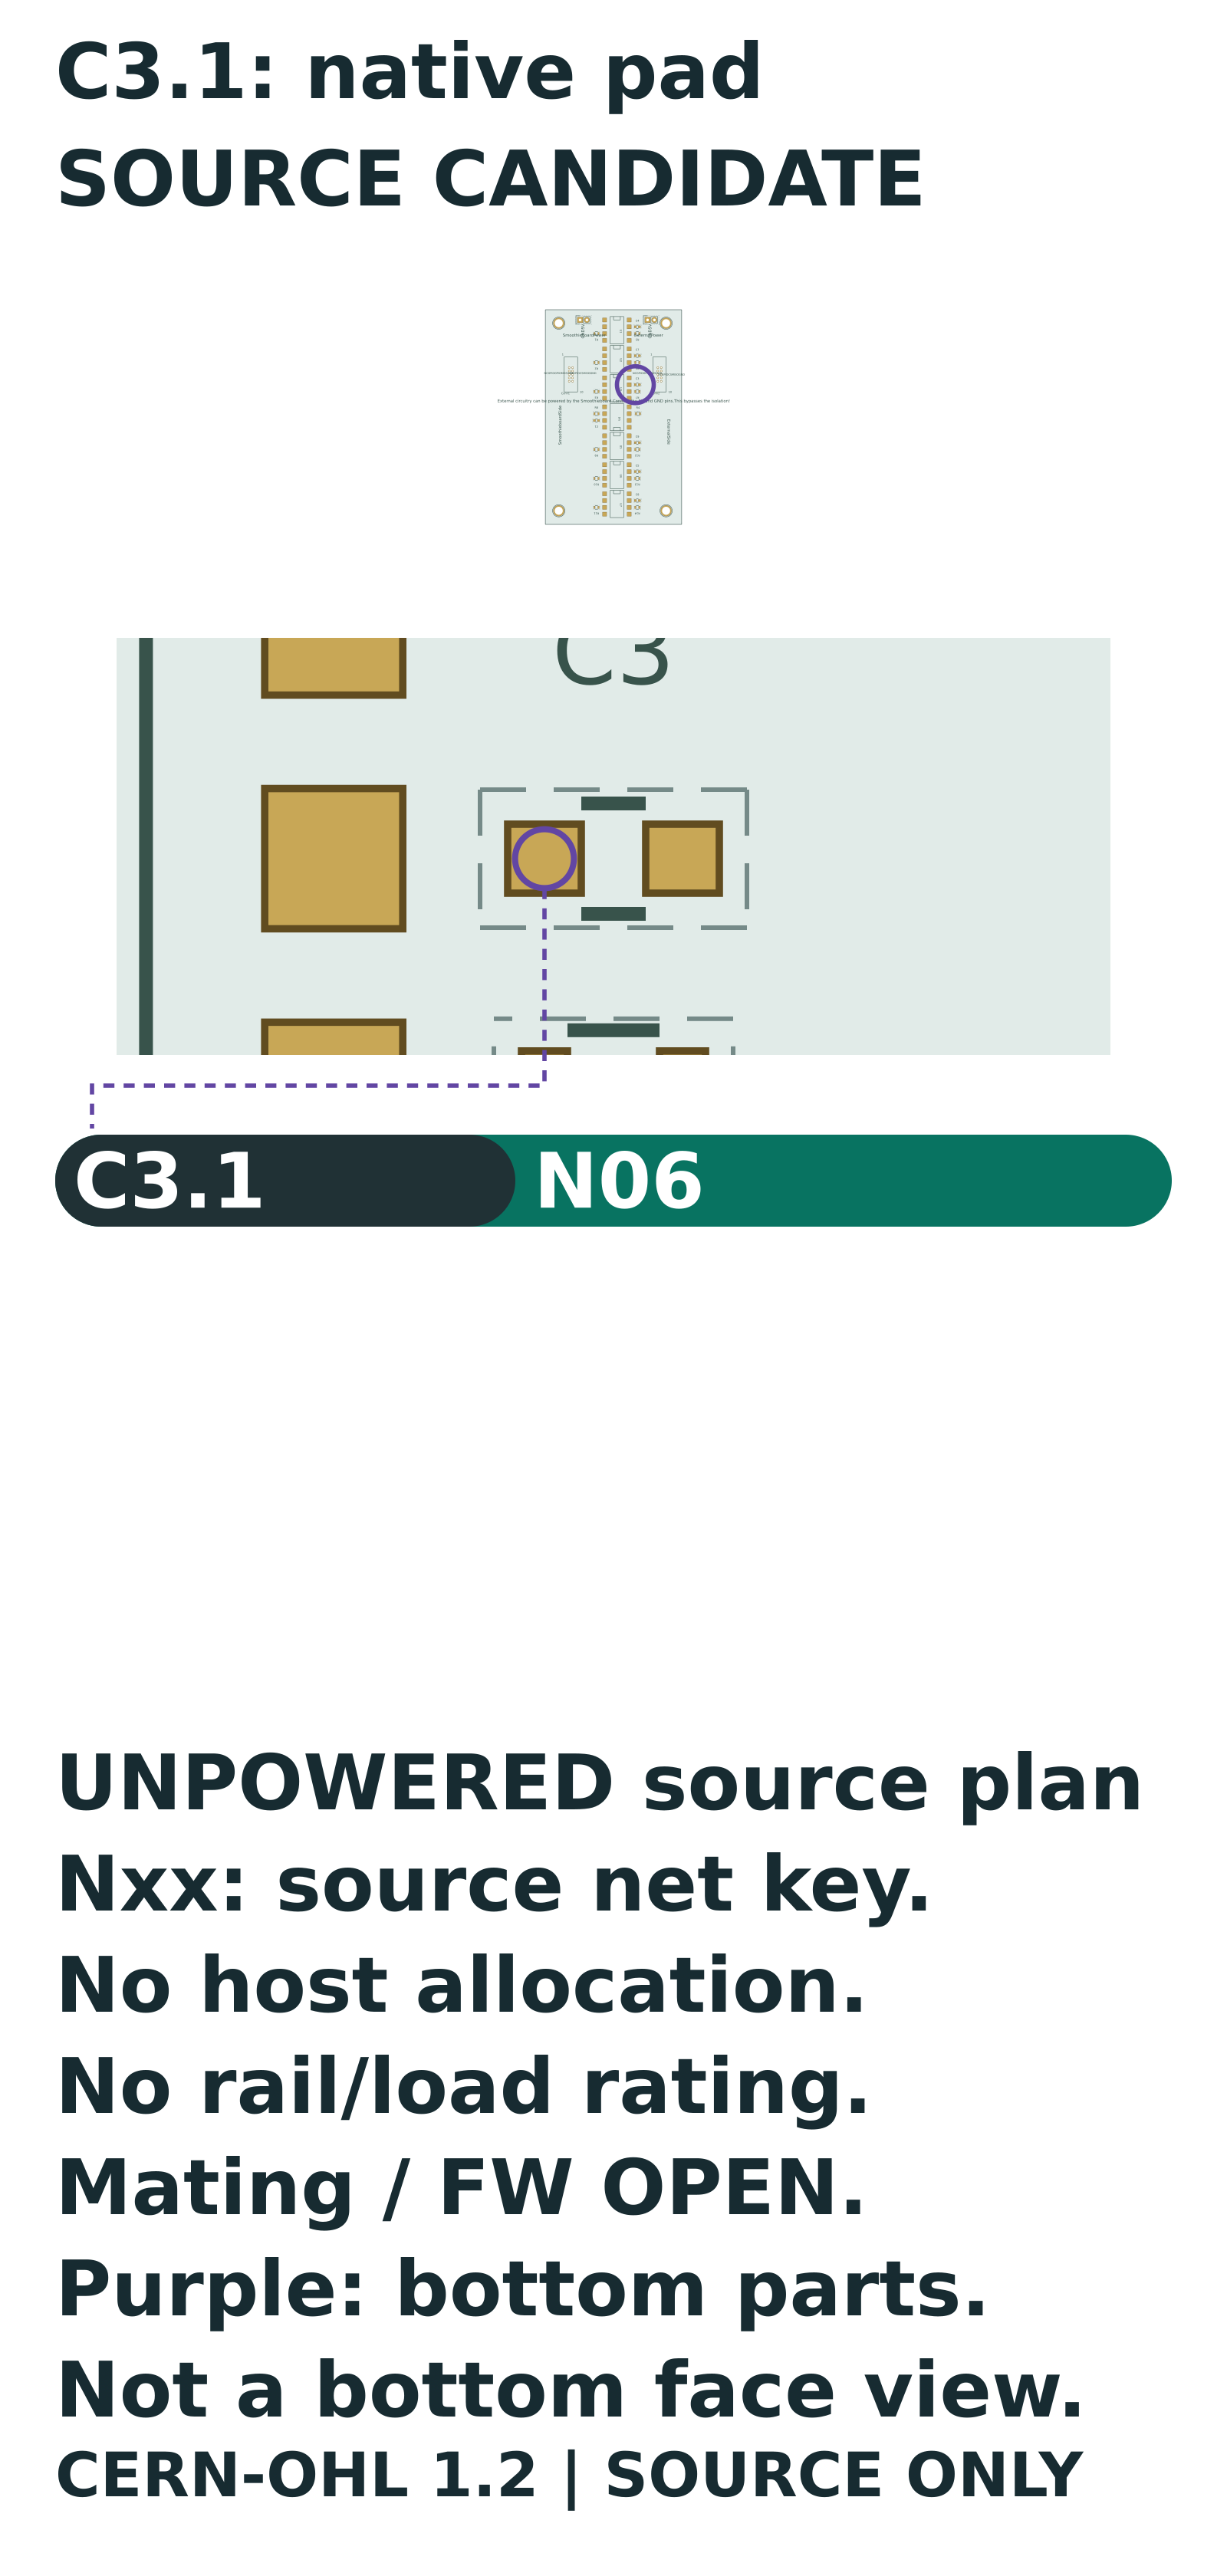 C3.1: native pad
SOURCE CANDIDATE
C3
C3.1 N06
UNPOWERED source plan
Nxx: source net key.
No host allocation.
No rail/load rating.
Mating / FW OPEN.
Purple: bottom parts.
Not a bottom face view.
CERN-OHL 1.2 | SOURCE ONLY